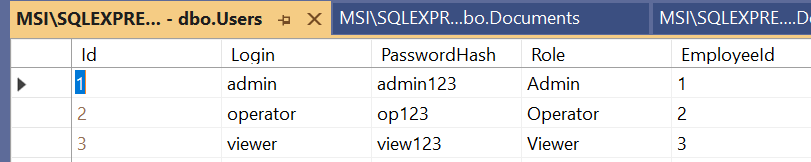 MSI\SQLEXPRE... - dbo.Users MSI\SQLEXPR...bo.Documents MSI\SQLEXPRE....D
Id Login PasswordHash Role EmployeeId
1 admin admin123 Admin 1
2 operator op123 Operator 2
3 viewer view123 Viewer 3